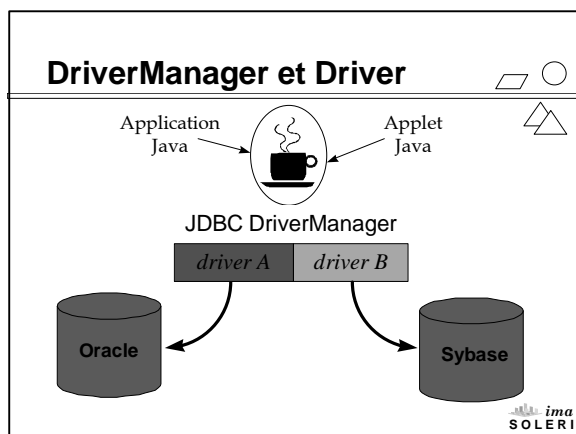 DriverManager et Driver
Application
Java
Applet
Java
JDBC DriverManager
driver A
driver B
Oracle
Sybase
ima
SOLERI